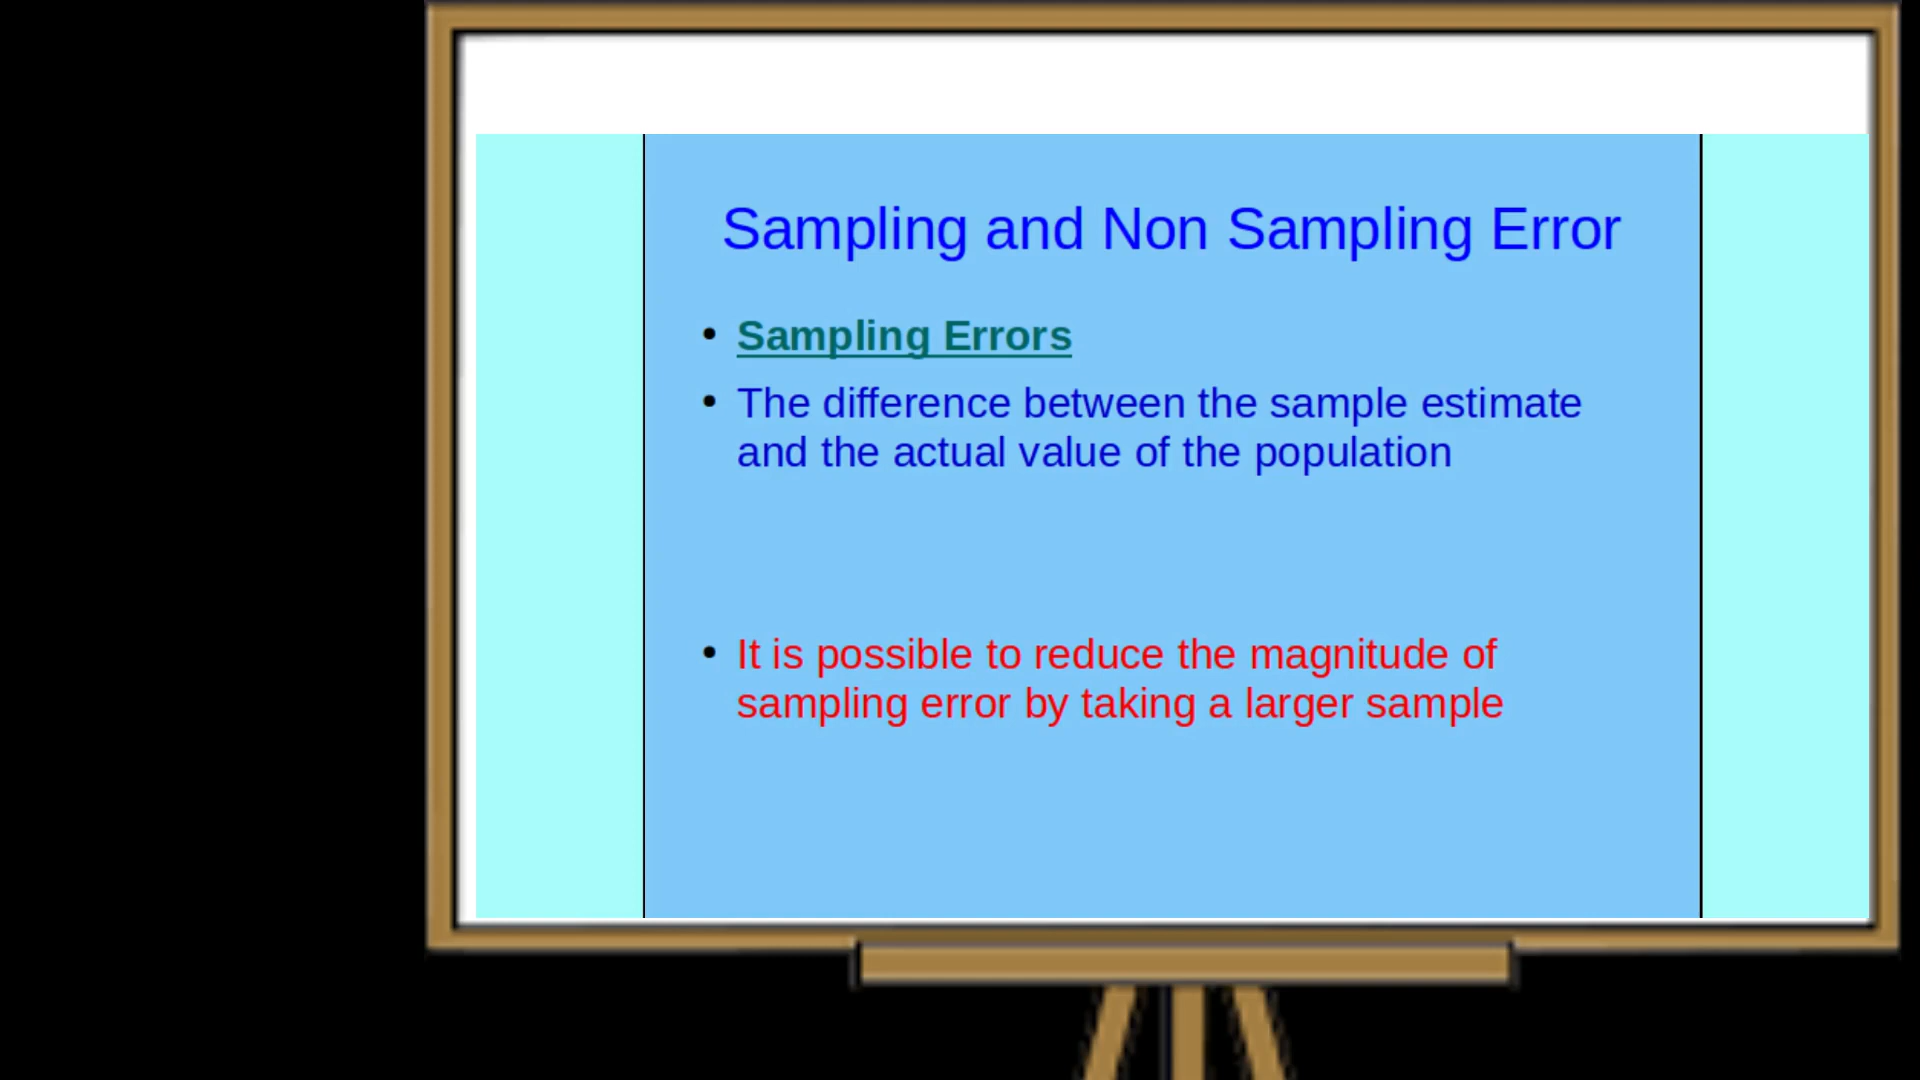 Sampling and Non Sampling Error
• Sampling Errors
• The difference between the sample estimate
and the actual value of the population
• It is possible to reduce the magnitude of
sampling error by taking a larger sample